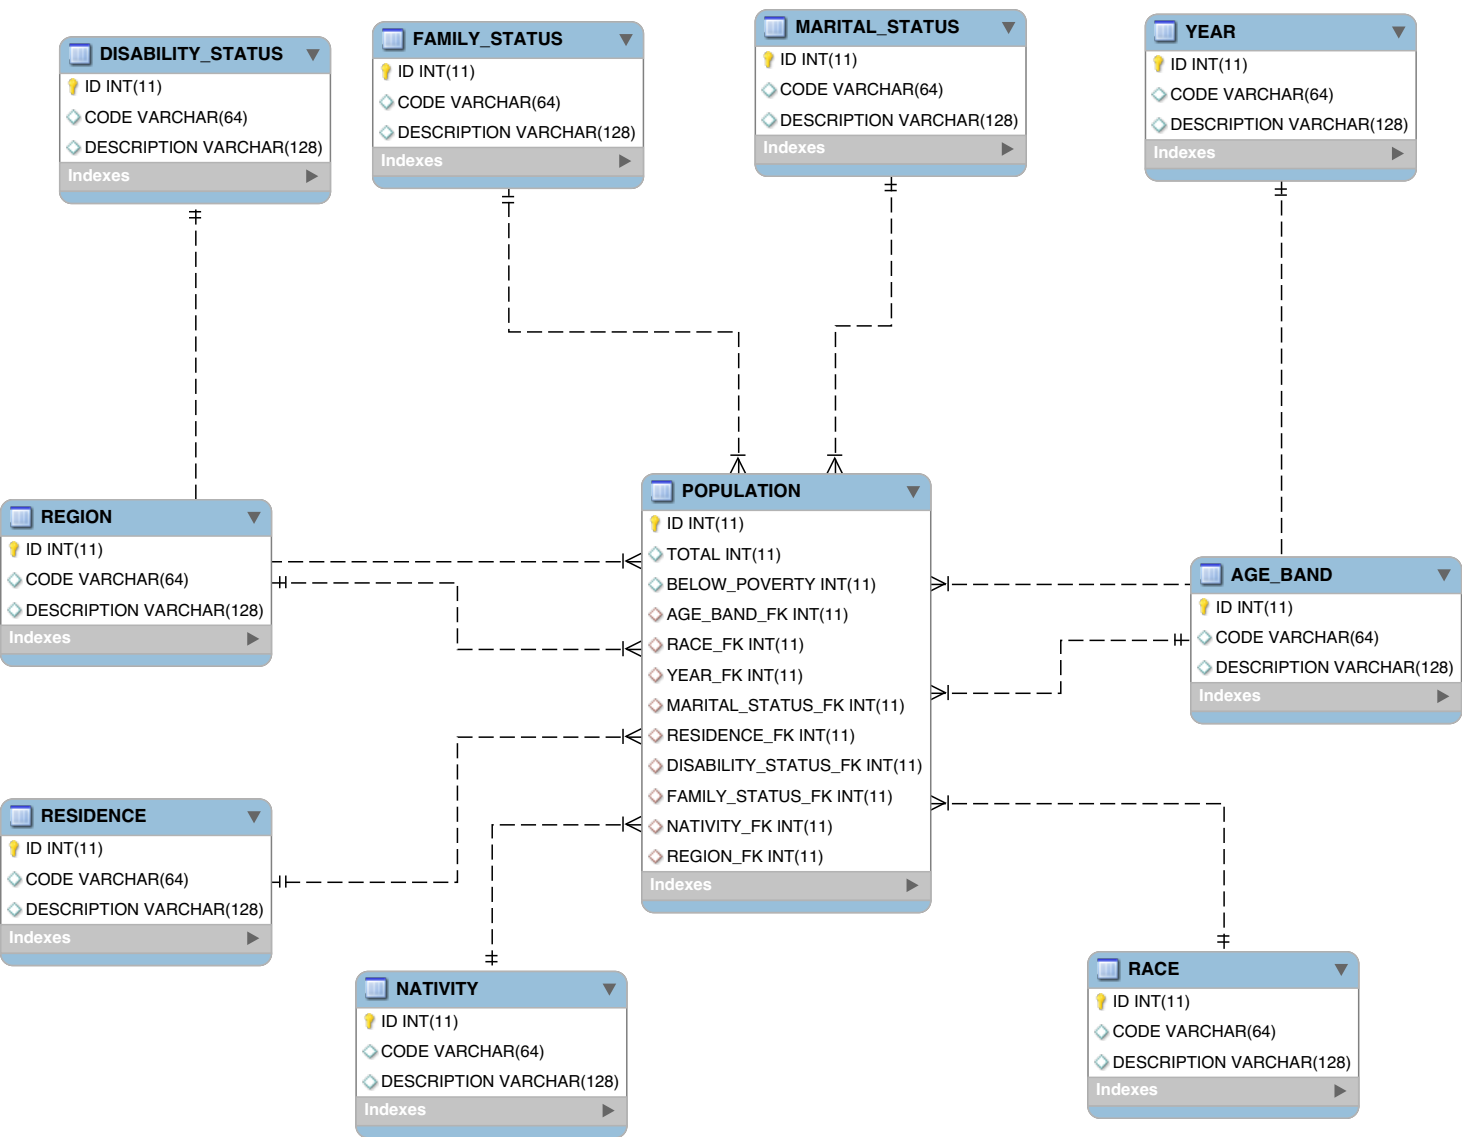 DISABILITY_STATUS
ID INT(11)
CODE VARCHAR(64)
DESCRIPTION VARCHAR(128)
Indexes
FAMILY_STATUS
ID INT(11)
CODE VARCHAR(64)
DESCRIPTION VARCHAR(128)
Indexes
MARITAL_STATUS
ID INT(11)
CODE VARCHAR(64)
DESCRIPTION VARCHAR(128)
Indexes
YEAR
ID INT(11)
CODE VARCHAR(64)
DESCRIPTION VARCHAR(128)
Indexes
REGION
ID INT(11)
CODE VARCHAR(64)
DESCRIPTION VARCHAR(128)
Indexes
POPULATION
ID INT(11)
TOTAL INT(11)
BELOW_POVERTY INT(11)
AGE_BAND_FK INT(11)
RACE_FK INT(11)
YEAR_FK INT(11)
MARITAL_STATUS_FK INT(11)
RESIDENCE_FK INT(11)
DISABILITY_STATUS_FK INT(11)
FAMILY_STATUS_FK INT(11)
NATIVITY_FK INT(11)
REGION_FK INT(11)
Indexes
AGE_BAND
ID INT(11)
CODE VARCHAR(64)
DESCRIPTION VARCHAR(128)
Indexes
RESIDENCE
ID INT(11)
CODE VARCHAR(64)
DESCRIPTION VARCHAR(128)
Indexes
NATIVITY
ID INT(11)
CODE VARCHAR(64)
DESCRIPTION VARCHAR(128)
Indexes
RACE
ID INT(11)
CODE VARCHAR(64)
DESCRIPTION VARCHAR(128)
Indexes